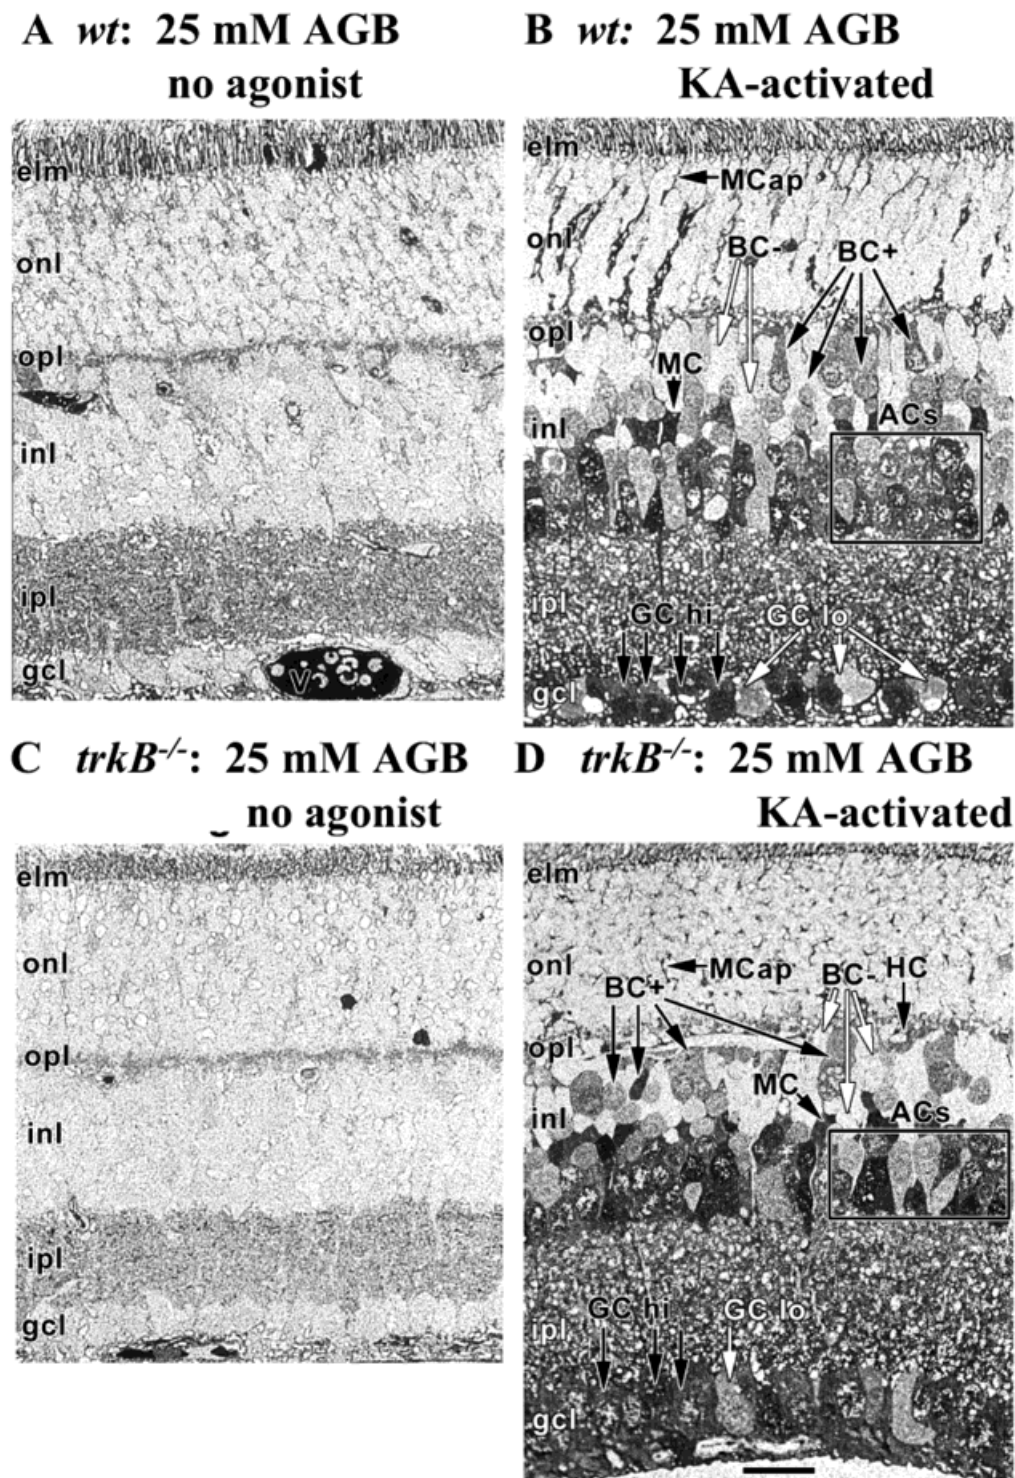 A wt: 25 mM AGB
no agonist
elm
onl
opl
inl
ipl
gcl
V
B wt: 25 mM AGB
KA-activated
elm
MCap
onl
BC- BC+
opl
MC
ACs
inl
ipl
GC hi GC lo
gcl
C trkB-/-: 25 mM AGB
no agonist
elm
onl
opl
inl
ipl
gcl
D trkB-/-: 25 mM AGB
KA-activated
elm
onl
MCap
BC- HC
BC+
opl
MC
ACs
inl
GC hi GC lo
ipl
gcl